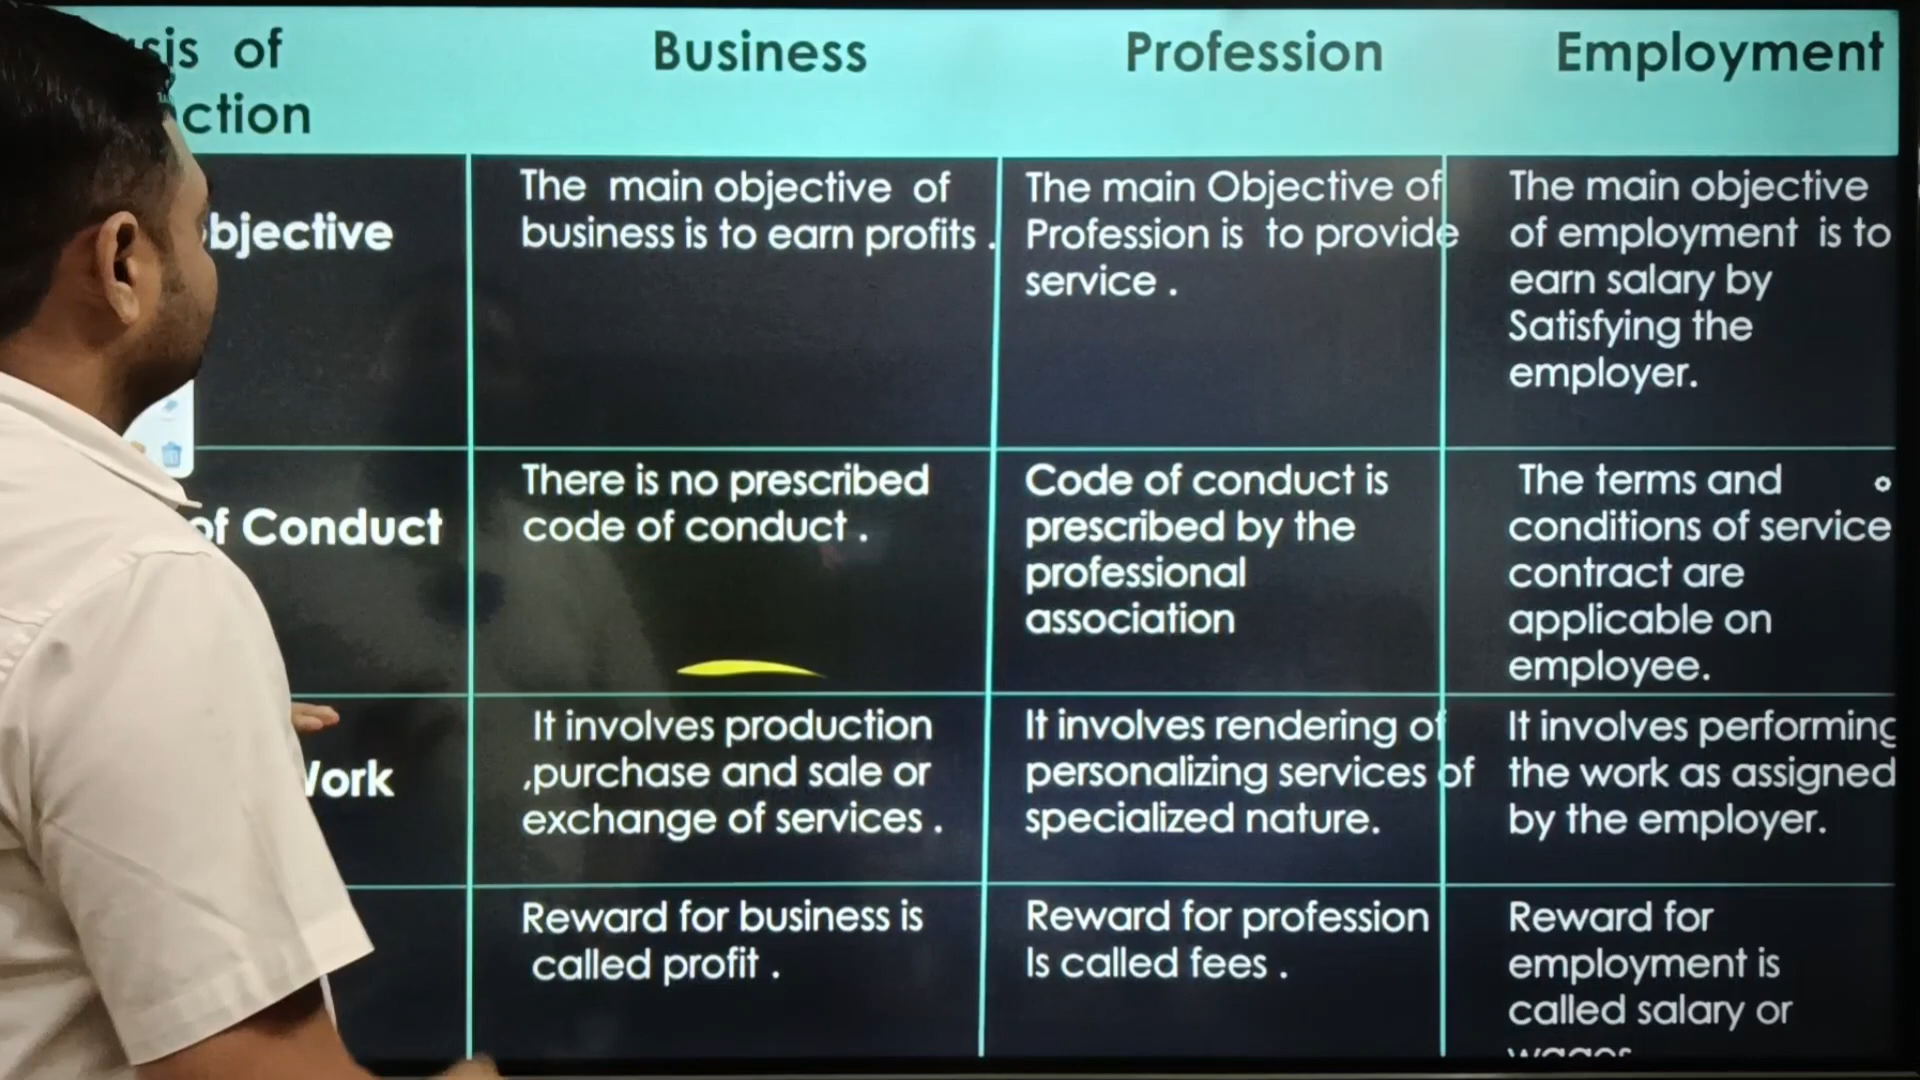 of
Business
Profession
Employment
The main objective of
business is to earn profits .
The main Objective of
Profession is to provide
service .
The main objective
of employment is to
earn salary by
Satisfying the
employer.
of Conduct
There is no prescribed
code of conduct .
Code of conduct is
prescribed by the
professional
association
The terms and
conditions of service
contract are
applicable on
employee.
It involves production
,purchase and sale or
exchange of services .
It involves rendering of
personalizing services of
specialized nature.
It involves performing
the work as assigned
by the employer.
Reward for business is
called profit .
Reward for profession
Is called fees .
Reward for
employment is
called salary or